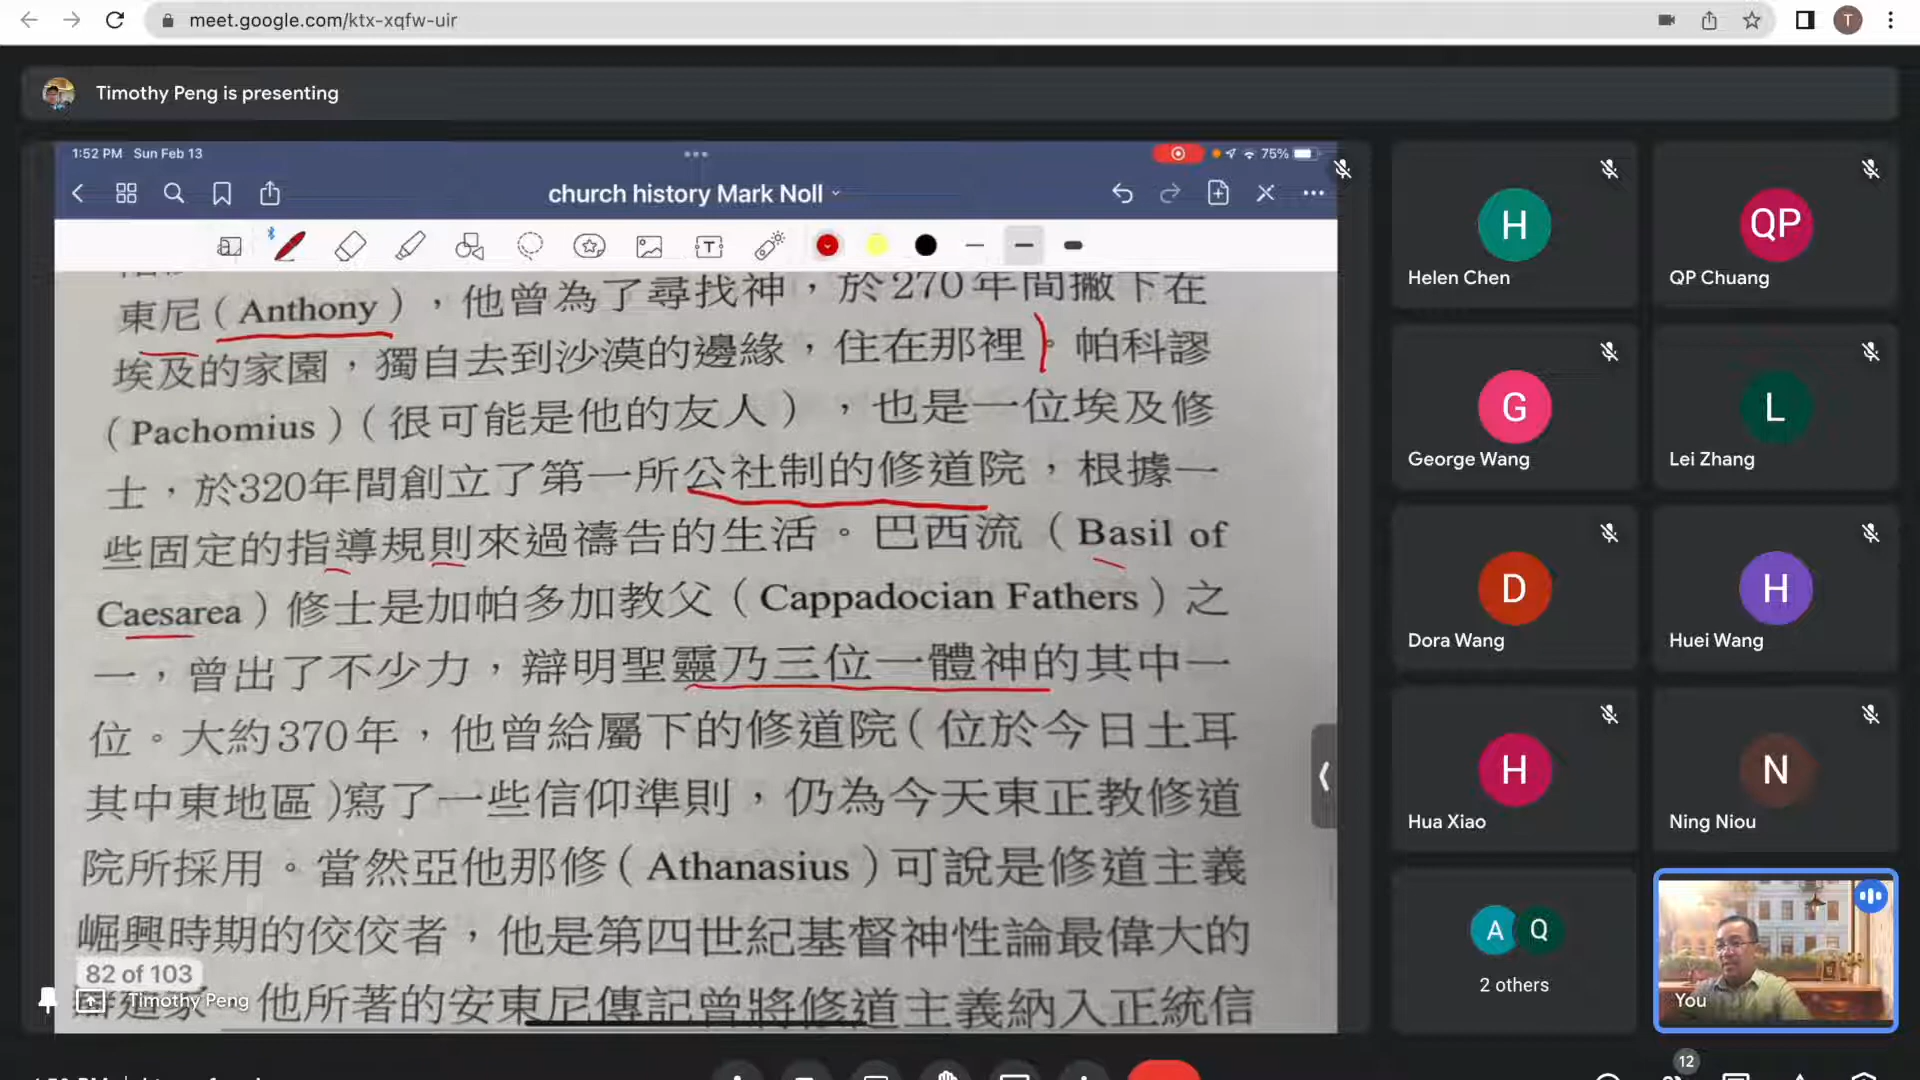 meet.google.com/ktx-xqfw-uir
T
Timothy Peng is presenting
1:52 PM Sun Feb 13
75%
church history Mark Noll
東尼（Anthony），他曾為了尋找神，於270年間撇下在
埃及的家園，獨自去到沙漠的邊緣，住在那裡。帕科謬
（Pachomius）（很可能是他的友人），也是一位埃及修
士，於320年間創立了第一所公社制的修道院，根據一
些固定的指導規則來過禱告的生活。巴西流（Basil of
Caesarea）修士是加帕多加教父（Cappadocian Fathers）之
一，曾出了不少力，辯明聖靈乃三位一體神的其中一
位。大約370年，他曾給屬下的修道院（位於今日土耳
其中東地區)寫了一些信仰準則，仍為今天東正教修道
院所採用。當然亞他那修（Athanasius）可說是修道主義
崛興時期的佼佼者，他是第四世紀基督神性論最偉大的
82 of 103
他所著的安東尼傳記曾將修道主義納入正統信
Timothy Peng
H
Helen Chen
QP
QP Chuang
G
George Wang
L
Lei Zhang
D
Dora Wang
H
Huei Wang
H
Hua Xiao
N
Ning Niou
A
Q
2 others
You
12